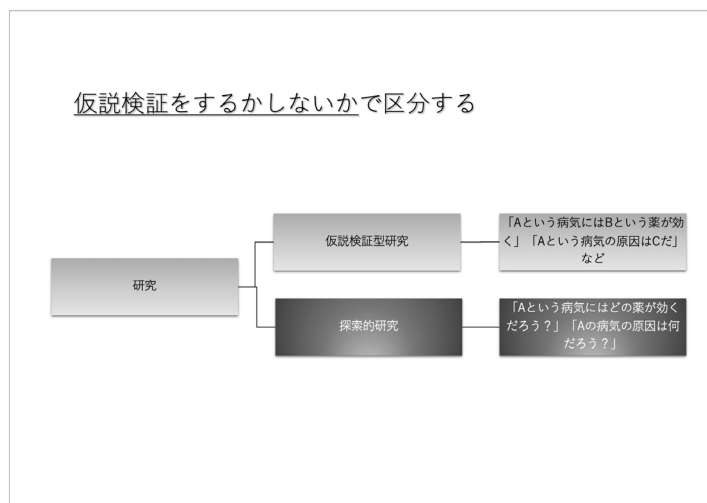 仮説検証をするかしないかで区分する
研究
仮説検証型研究
「Aという病気にはBという薬が効
く」「Aという病気の原因はCだ」
など
探索的研究
「Aという病気にはどの薬が効く
だろう？」「Aの病気の原因は何
だろう？」